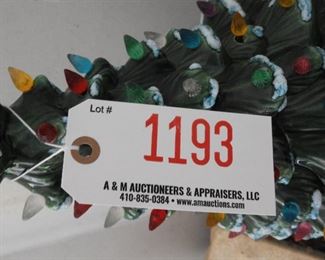 Lot #
1193
A & M AUCTIONEERS & APPRAISERS, LLC
410-835-0384 • www.amauctions.com